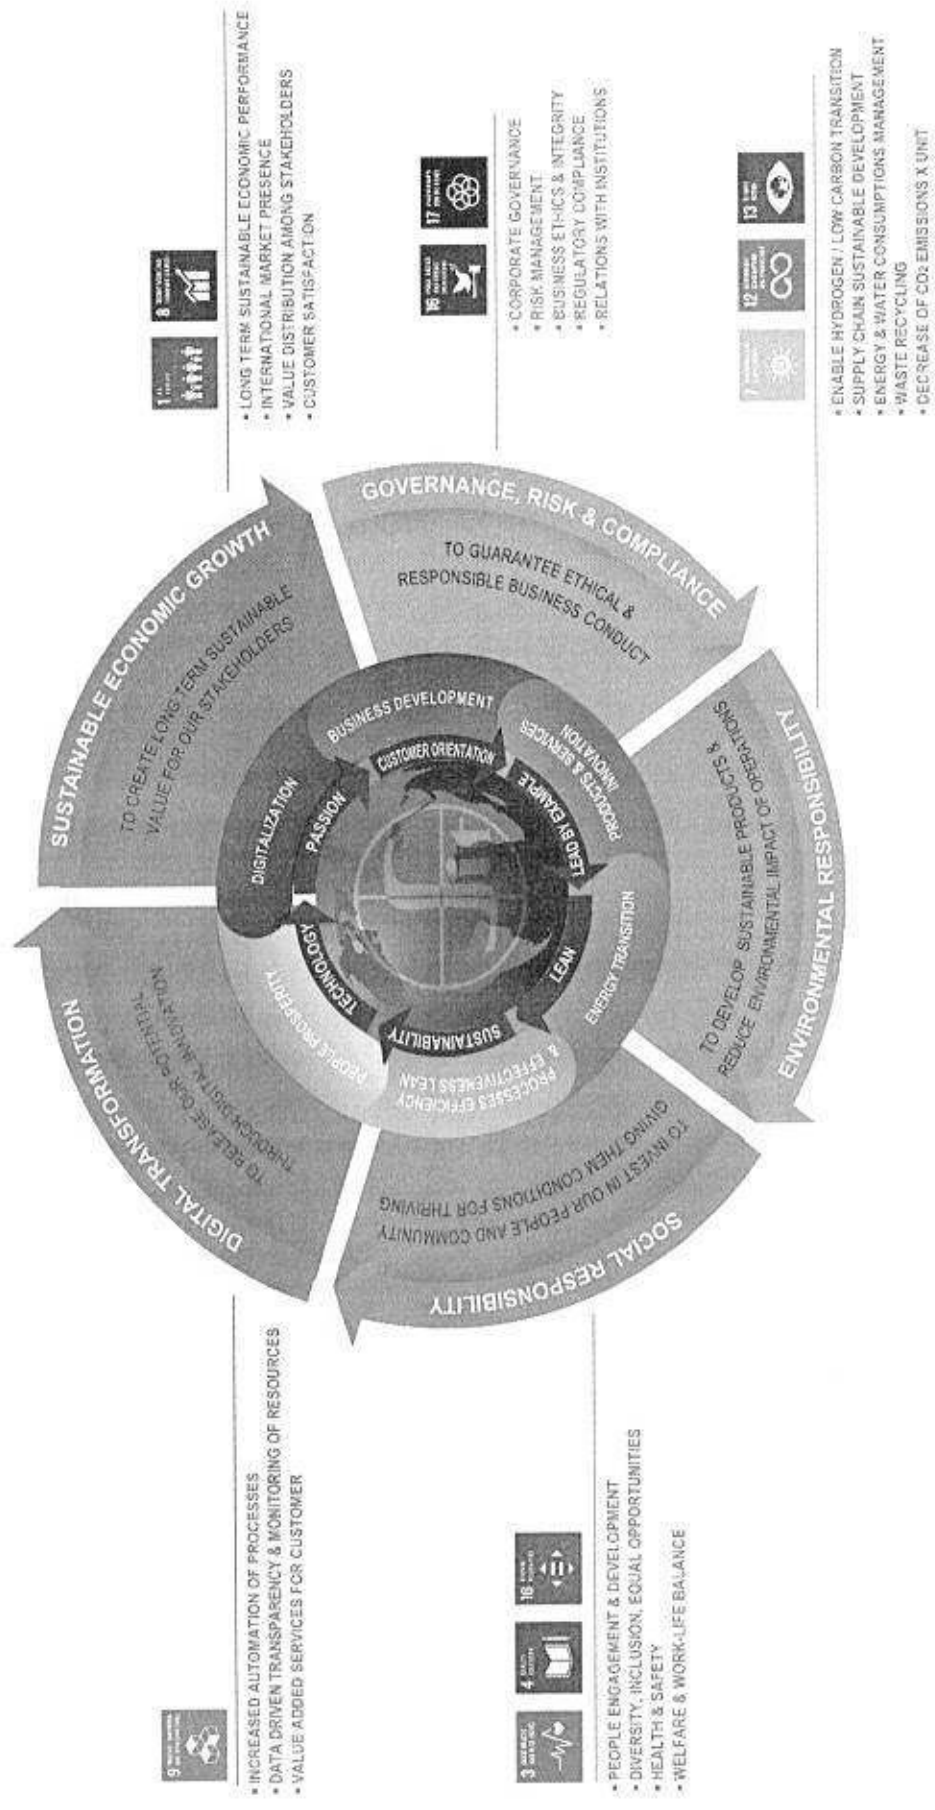 SUSTAINABLE ECONOMIC GROWTH
TO CREATE LONG TERM SUSTAINABLE
VALUE FOR OUR STAKEHOLDERS
1
8
• LONG TERM SUSTAINABLE ECONOMIC PERFORMANCE
• INTERNATIONAL MARKET PRESENCE
• VALUE DISTRIBUTION AMONG STAKEHOLDERS
• CUSTOMER SATISFACTION
GOVERNANCE, RISK & COMPLIANCE
TO GUARANTEE ETHICAL &
RESPONSIBLE BUSINESS CONDUCT
16
17
• CORPORATE GOVERNANCE
• RISK MANAGEMENT
• BUSINESS ETHICS & INTEGRITY
• REGULATORY COMPLIANCE
• RELATIONS WITH INSTITUTIONS
ENVIRONMENTAL RESPONSIBILITY
TO DEVELOP SUSTAINABLE PRODUCTS &
REDUCE ENVIRONMENTAL IMPACT OF OPERATIONS
7
12
13
• ENABLE HYDROGEN / LOW CARBON TRANSITION
• SUPPLY CHAIN SUSTAINABLE DEVELOPMENT
• ENERGY & WATER CONSUMPTIONS MANAGEMENT
• WASTE RECYCLING
• DECREASE OF CO2 EMISSIONS X UNIT
SOCIAL RESPONSIBILITY
TO INVEST IN OUR PEOPLE AND COMMUNITY
GIVING THEM CONDITIONS FOR THRIVING
3
4
10
• PEOPLE ENGAGEMENT & DEVELOPMENT
• DIVERSITY, INCLUSION, EQUAL OPPORTUNITIES
• HEALTH & SAFETY
• WELFARE & WORK-LIFE BALANCE
DIGITAL TRANSFORMATION
TO RELEASE OUR POTENTIAL
THROUGH DIGITAL INNOVATION
9
• INCREASED AUTOMATION OF PROCESSES
• DATA DRIVEN TRANSPARENCY & MONITORING OF RESOURCES
• VALUE ADDED SERVICES FOR CUSTOMER
DIGITALIZATION
BUSINESS DEVELOPMENT
PRODUCTS & SERVICES
INNOVATION
ENERGY TRANSITION
PROCESSES EFFICIENCY
& EFFECTIVENESS LEAN
PEOPLE PROSPERITY
PASSION
CUSTOMER ORIENTATION
LEAD BY EXAMPLE
LEAN
SUSTAINABILITY
TECHNOLOGY